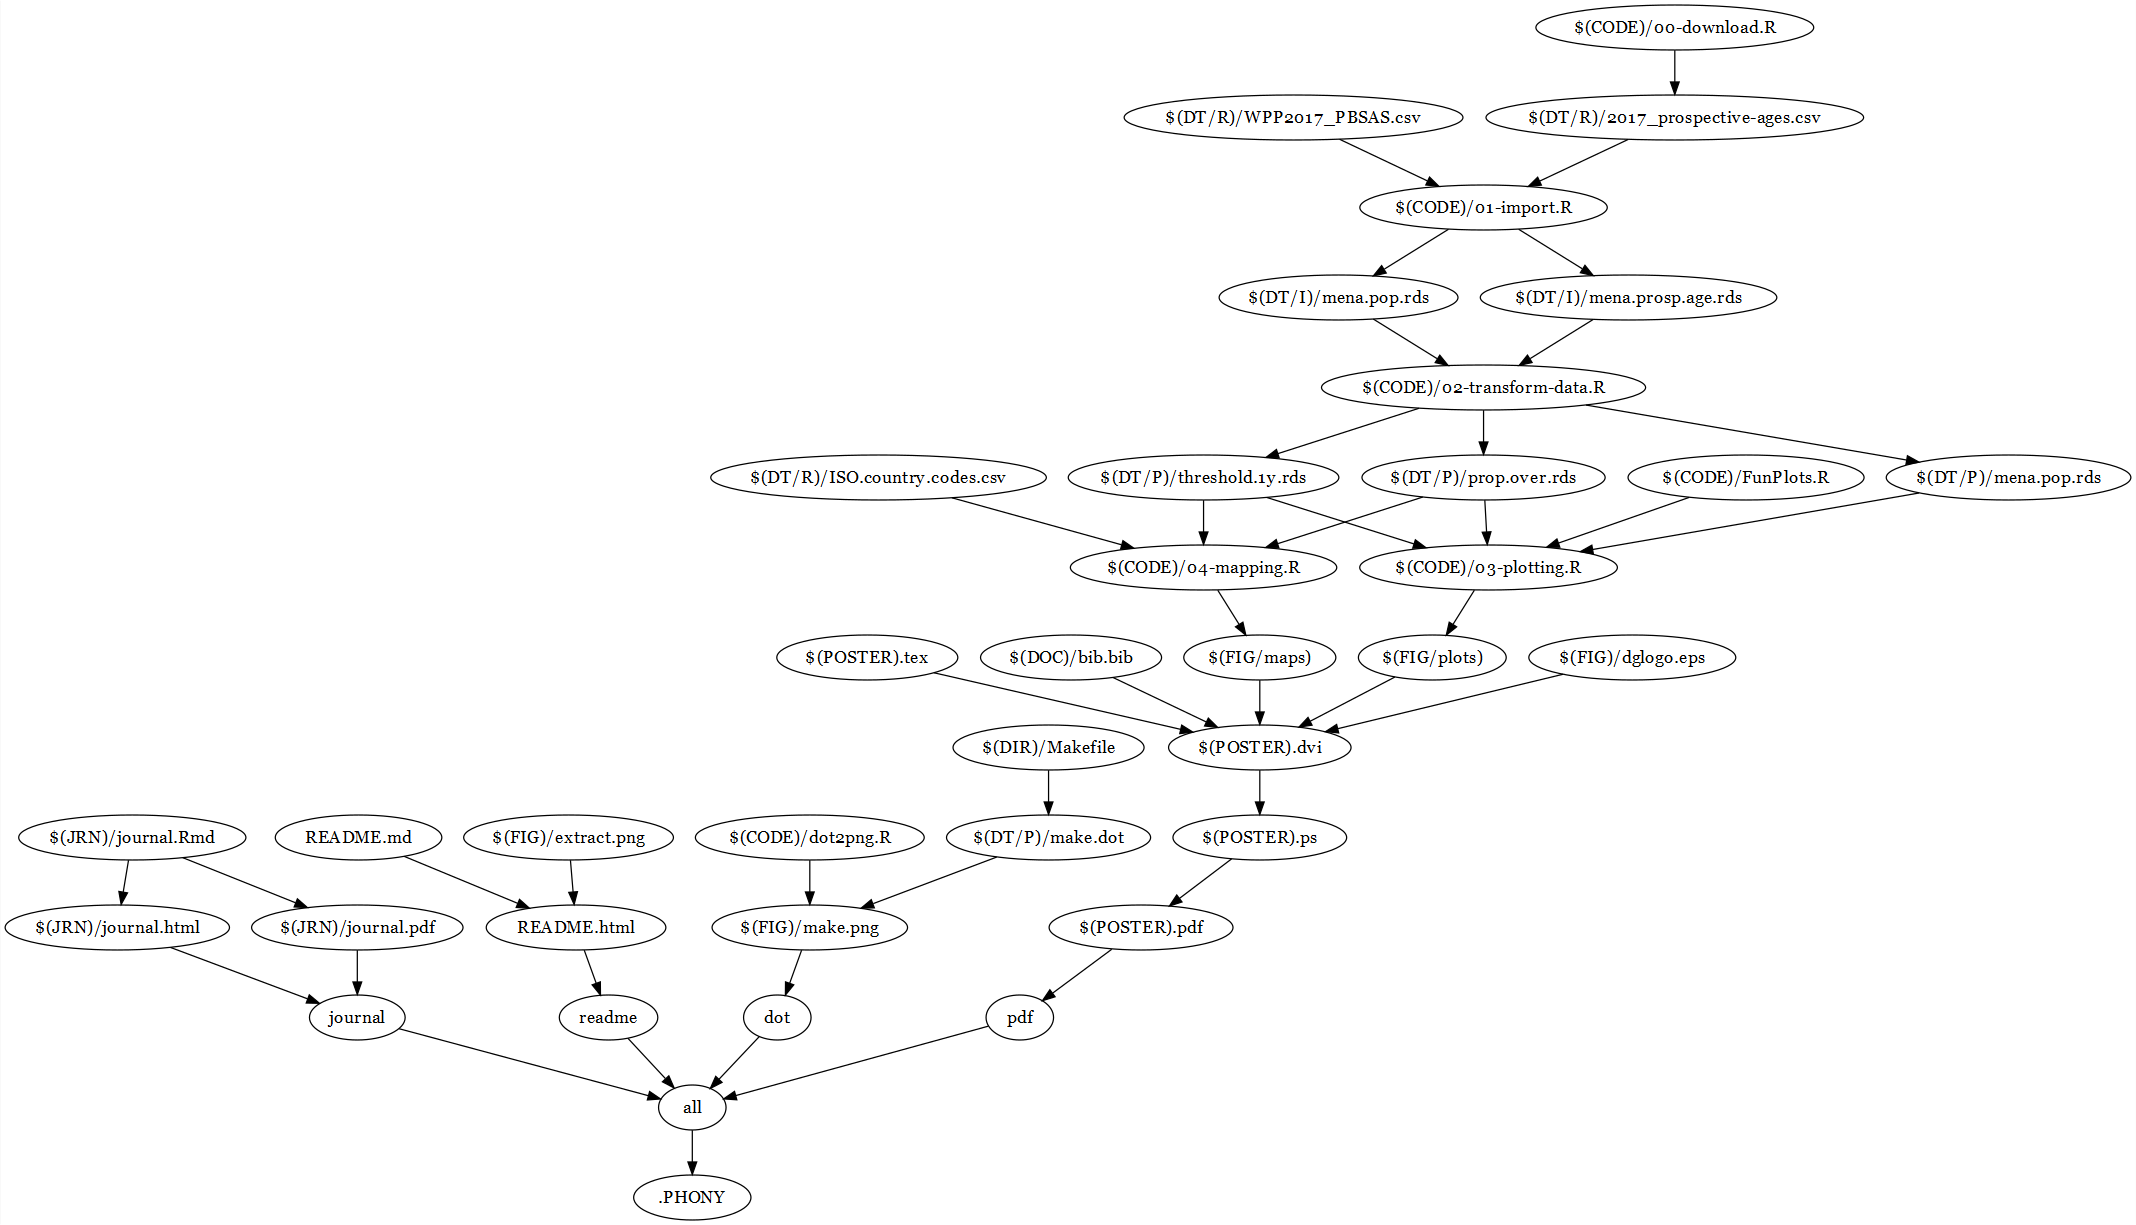 $(CODE)/00-download.R
$(DT/R)/WPP2017_PBSAS.csv
$(DT/R)/2017_prospective-ages.csv
$(CODE)/01-import.R
$(DT/I)/mena.pop.rds
$(DT/I)/mena.prosp.age.rds
$(CODE)/02-transform-data.R
$(DT/R)/ISO.country.codes.csv
$(DT/P)/threshold.1y.rds
$(DT/P)/prop.over.rds
$(CODE)/FunPlots.R
$(DT/P)/mena.pop.rds
$(CODE)/04-mapping.R
$(CODE)/03-plotting.R
$(POSTER).tex
$(DOC)/bib.bib
$(FIG/maps)
$(FIG/plots)
$(FIG)/dglogo.eps
$(DIR)/Makefile
$(POSTER).dvi
$(JRN)/journal.Rmd
README.md
$(FIG)/extract.png
$(CODE)/dot2png.R
$(DT/P)/make.dot
$(POSTER).ps
$(JRN)/journal.html
$(JRN)/journal.pdf
README.html
$(FIG)/make.png
$(POSTER).pdf
journal
readme
dot
pdf
all
.PHONY